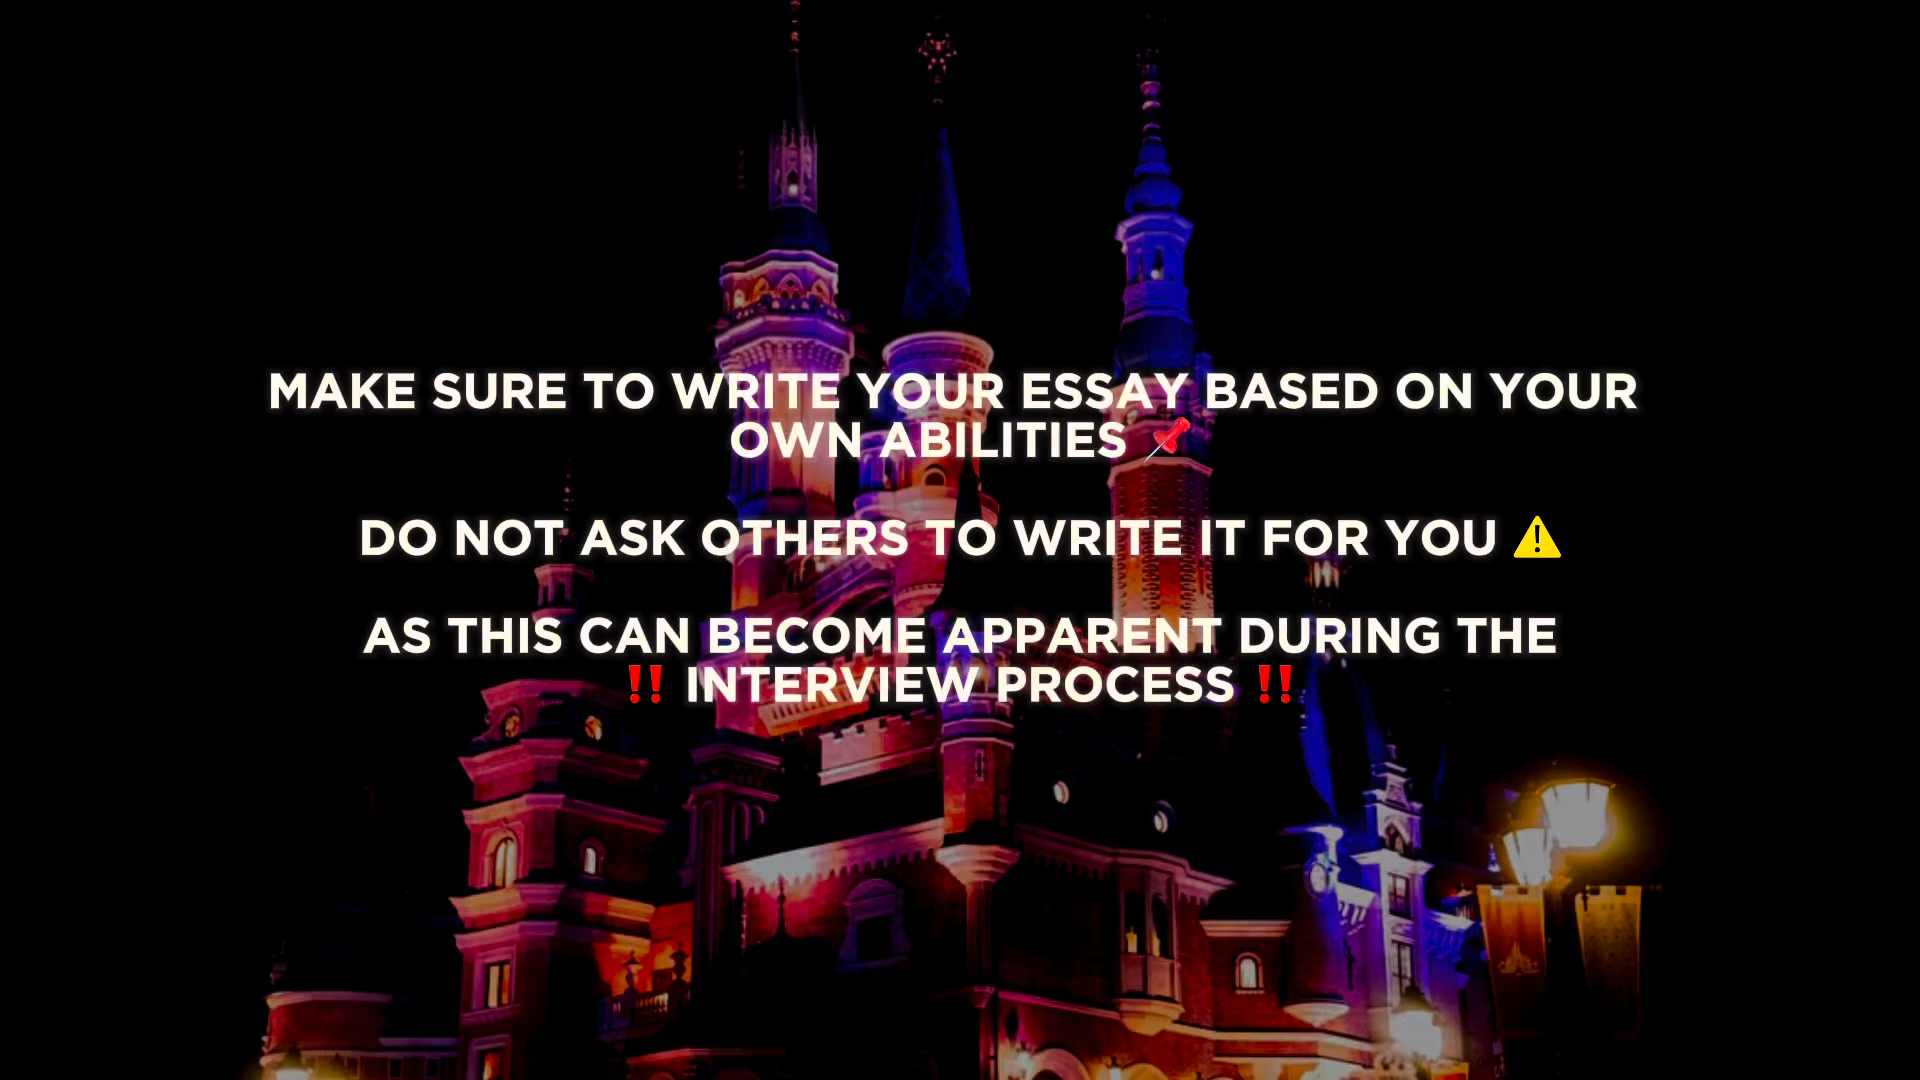 MAKE SURE TO WRITE YOUR ESSAY BASED ON YOUR
OWN ABILITIES 📌
DO NOT ASK OTHERS TO WRITE IT FOR YOU ⚠️
AS THIS CAN BECOME APPARENT DURING THE
‼️ INTERVIEW PROCESS ‼️